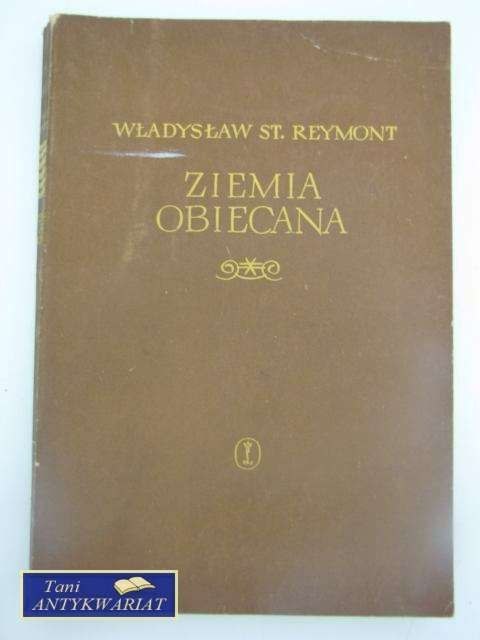 WŁADYSŁAW ST. REYMONT
ZIEMIA
OBIECANA
Tani
ANTYKWARIAT